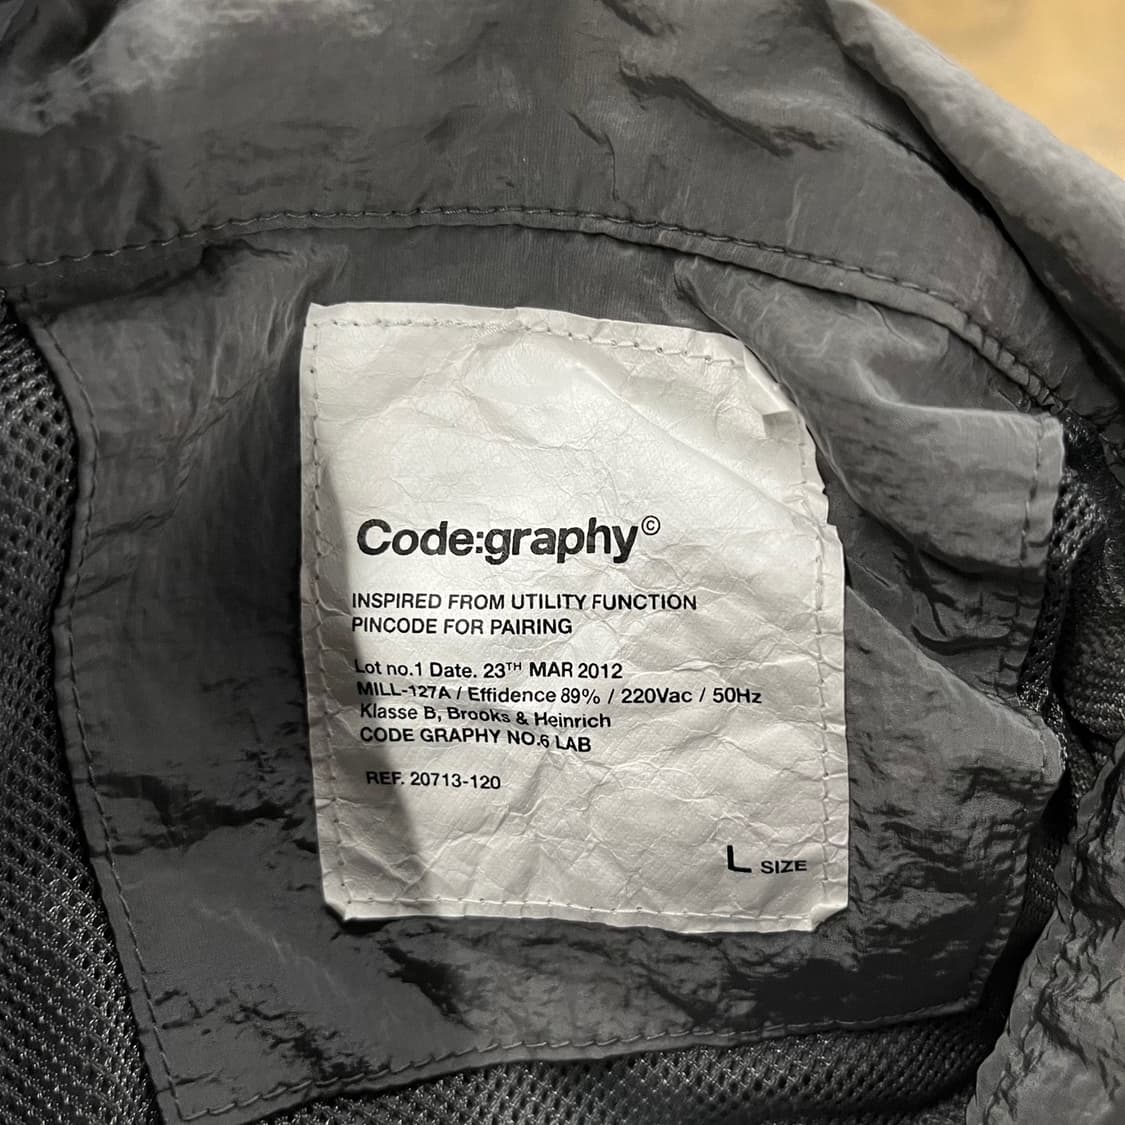 Code:graphy©
INSPIRED FROM UTILITY FUNCTION
PINCODE FOR PAIRING
Lot no.1 Date. 23TH MAR 2012
MILL-127A / Effidence 89% / 220Vac / 50Hz
Klasse B, Brooks & Heinrich
CODE GRAPHY NO.6 LAB
REF. 20713-120
L SIZE